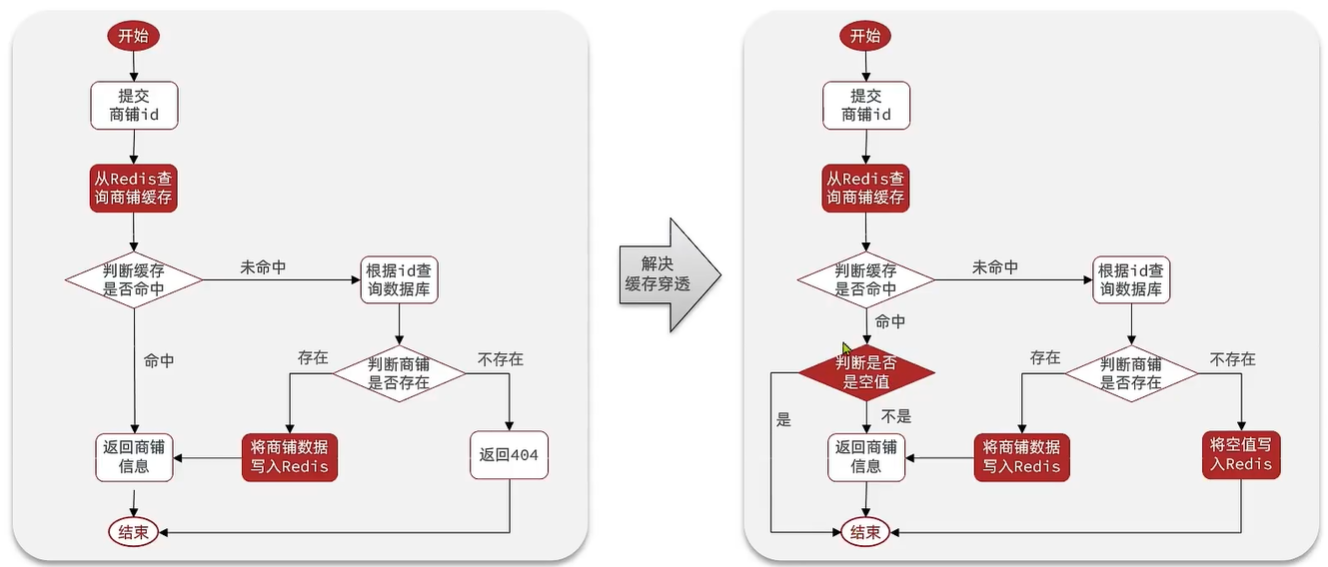 开始
提交
商铺id
从Redis查
询商铺缓存
判断缓存
是否命中
未命中
根据id查
询数据库
命中
存在
判断商铺
是否存在
不存在
返回商铺
信息
将商铺数据
写入Redis
返回404
结束
解决
缓存穿透
开始
提交
商铺id
从Redis查
询商铺缓存
判断缓存
是否命中
未命中
根据id查
询数据库
命中
判断是否
是空值
存在
判断商铺
是否存在
不存在
是
不是
返回商铺
信息
将商铺数据
写入Redis
将空值写
入Redis
结束